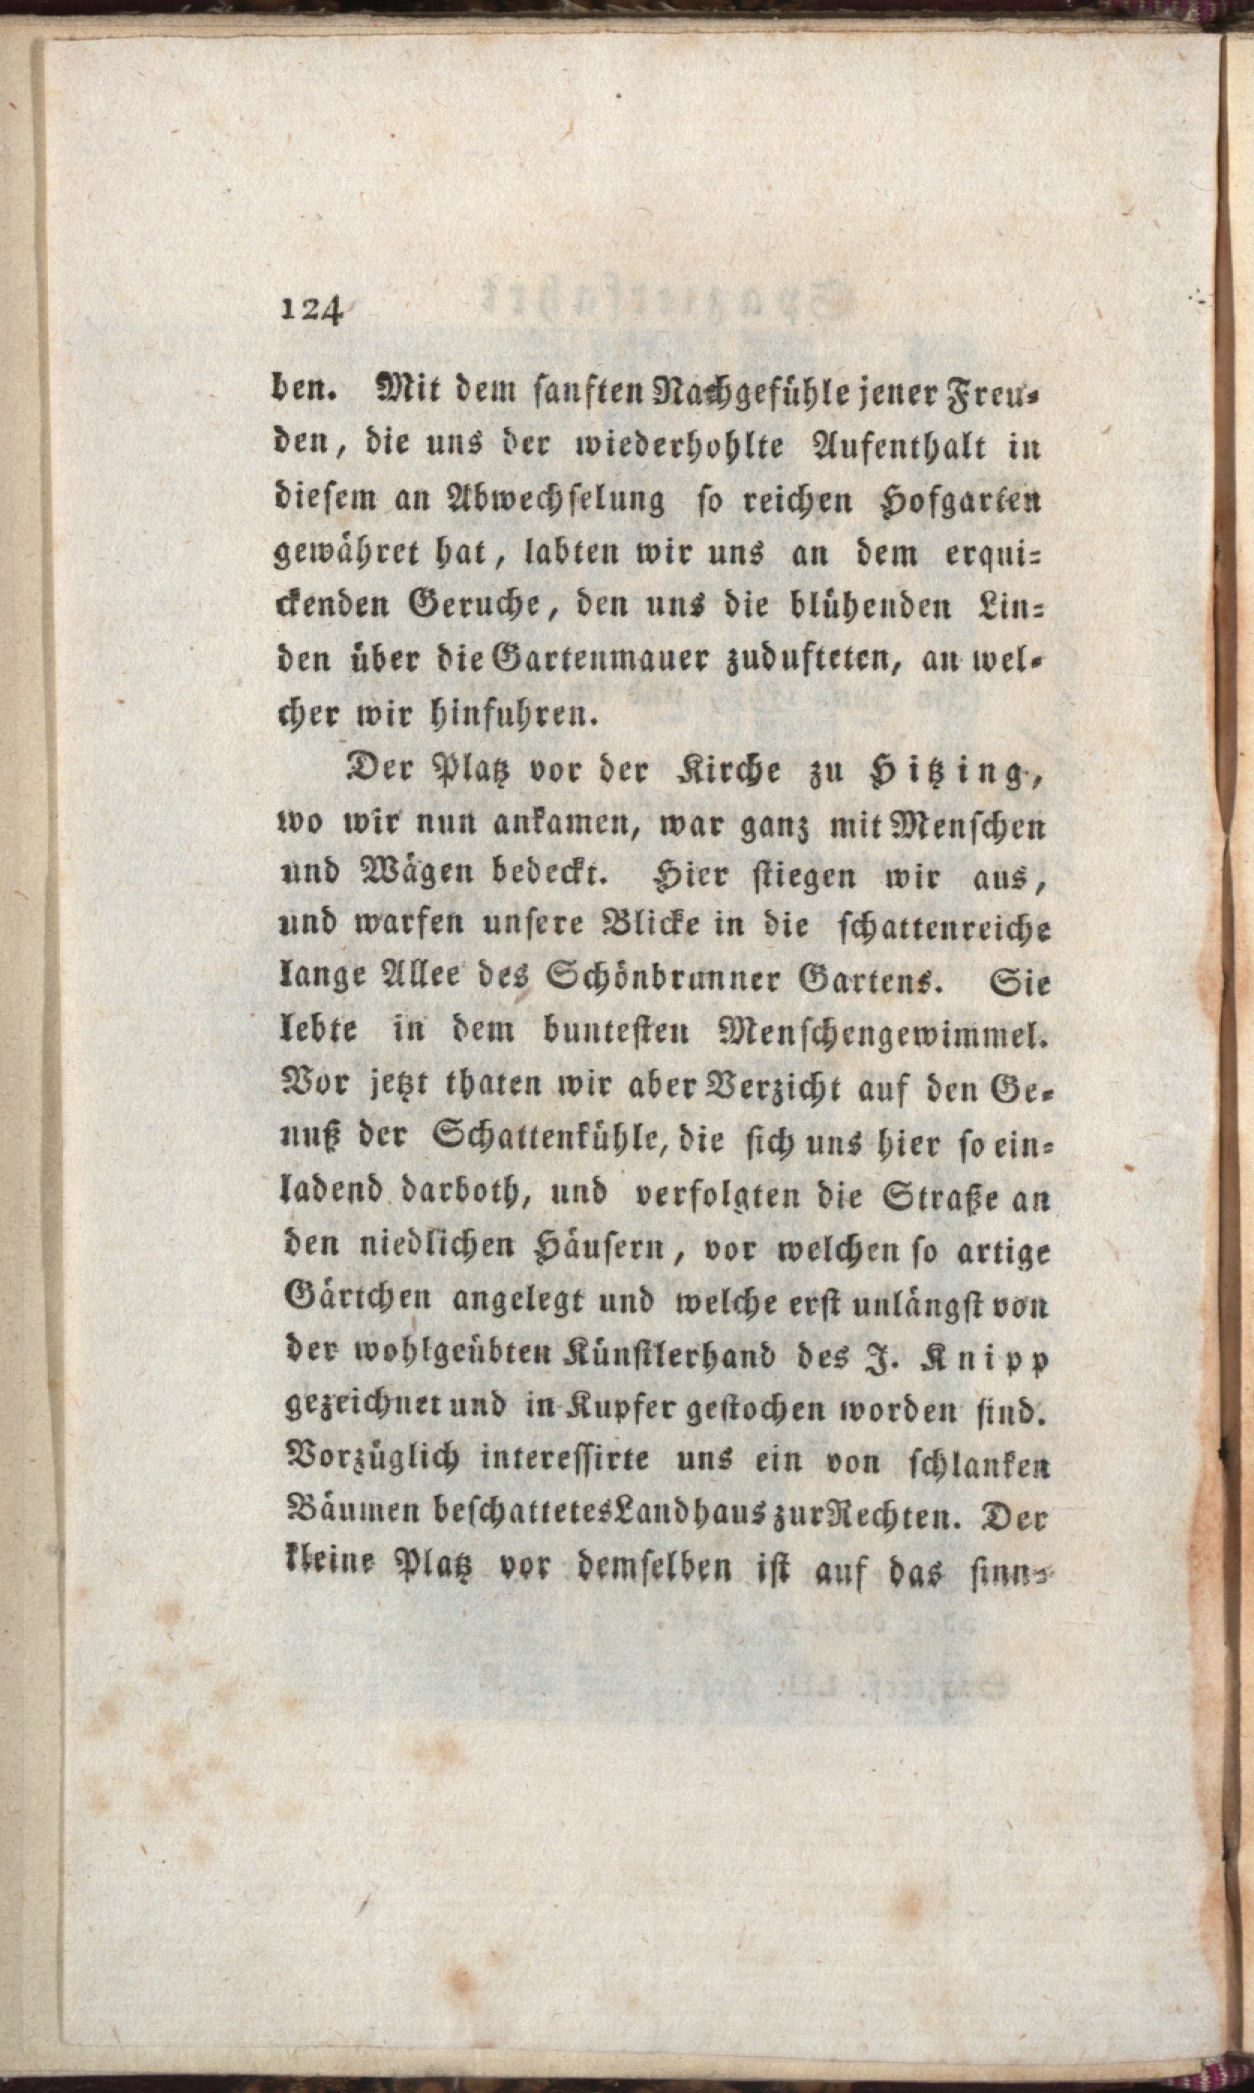 124
ben. Mit dem sanften Nachgefühle jener Freu-
den, die uns der wiederhohlte Aufenthalt in
diesem an Abwechselung so reichen Hofgarten
gewähret hat, labten wir uns an dem erqui-
ckenden Geruche, den uns die blühenden Lin-
den über die Gartenmauer zudufteten, an wel-
cher wir hinfuhren.
Der Platz vor der Kirche zu Hitzing,
wo wir nun ankamen, war ganz mit Menschen
und Wägen bedeckt. Hier stiegen wir aus,
und warfen unsere Blicke in die schattenreiche
lange Allee des Schönbrunner Gartens. Sie
lebte in dem buntesten Menschengewimmel.
Vor jetzt thaten wir aber Verzicht auf den Ge-
nuß der Schattenkühle, die sich uns hier so ein-
ladend darboth, und verfolgten die Straße an
den niedlichen Häusern, vor welchen so artige
Gärtchen angelegt und welche erst unlängst von
der wohlgeübten Künstlerhand des J. Knipp
gezeichnet und in Kupfer gestochen worden sind.
Vorzüglich interessirte uns ein von schlanken
Bäumen beschattetes Landhaus zur Rechten. Der
kleine Platz vor demselben ist auf das sinn-